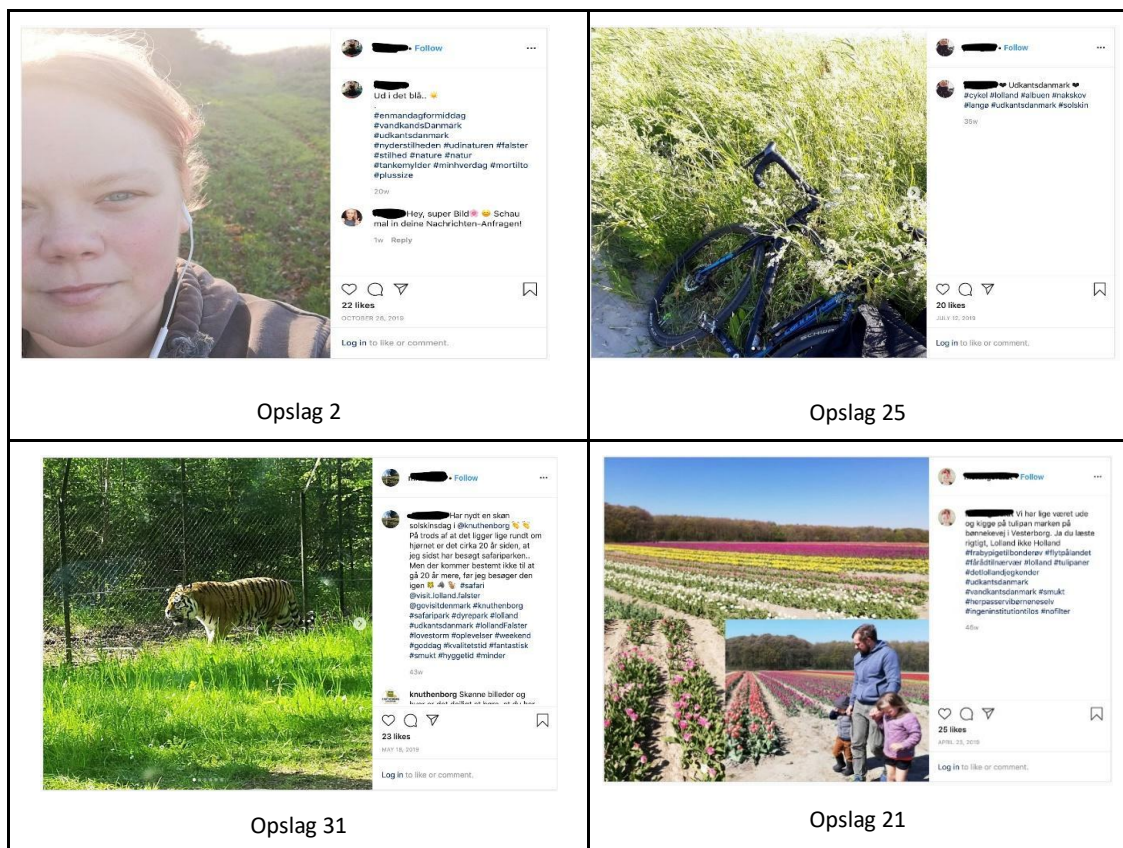 • Follow
Ud i det blå..
.
#enmandagformiddag
#vandkandsDanmark
#udkantsdanmark
#nyderstilheden #udinaturen #falster
#stilhed #nature #natur
#tankemylder #minhverdag #mortilto
#plussize
20w
Hey, super Bild🌸 😊 Schau
mal in deine Nachrichten-Anfragen!
1w Reply
22 likes
OCTOBER 28, 2019
Log in to like or comment.
Opslag 2
• Follow
❤ Udkantsdanmark ❤
#cykel #lolland #albuen #nakskov
#langø #udkantsdanmark #solskin
35w
SCHWALBE
20 likes
JULY 12, 2019
Log in to like or comment.
Opslag 25
• Follow
Har nydt en skøn
solskinsdag i @knuthenborg
På trods af at det ligger lige rundt om
hjørnet er det cirka 20 år siden, at
jeg sidst har besøgt safariparken..
Men der kommer bestemt ikke til at
gå 20 år mere, før jeg besøger den
igen #safari
@visit.lolland.falster
@govisitdenmark #knuthenborg
#safaripark #dyrepark #lolland
#udkantsdanmark #lollandFalster
#lovestorm #oplevelser #weekend
#goddag #kvalitetstid #fantastisk
#smukt #hyggetid #minder
43w
knuthenborg Skønne billeder og
23 likes
MAY 18, 2019
Log in to like or comment.
Opslag 31
• Follow
Vi har lige været ude
og kigge på tulipan marken på
bønnekevej i Vesterborg. Ja du læste
rigtigt, Lolland ikke Holland
#frabypigetilbonderøv #flytpålandet
#fårådtilnærvær #lolland #tulipaner
#detlollandjegkonder
#udkantsdanmark
#vandkantsdanmark #smukt
#herpasservibørneneselv
#ingeninstitutiontilos #nofilter
46w
25 likes
APRIL 23, 2019
Log in to like or comment.
Opslag 21